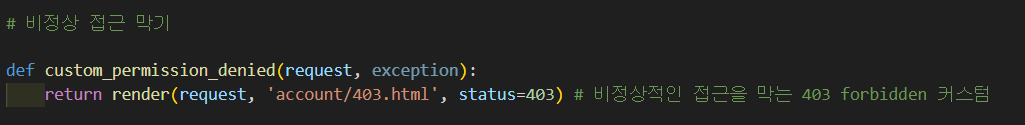 # 비정상 접근 막기
def custom_permission_denied(request, exception):
    return render(request, 'account/403.html', status=403) # 비정상적인 접근을 막는 403 forbidden 커스텀